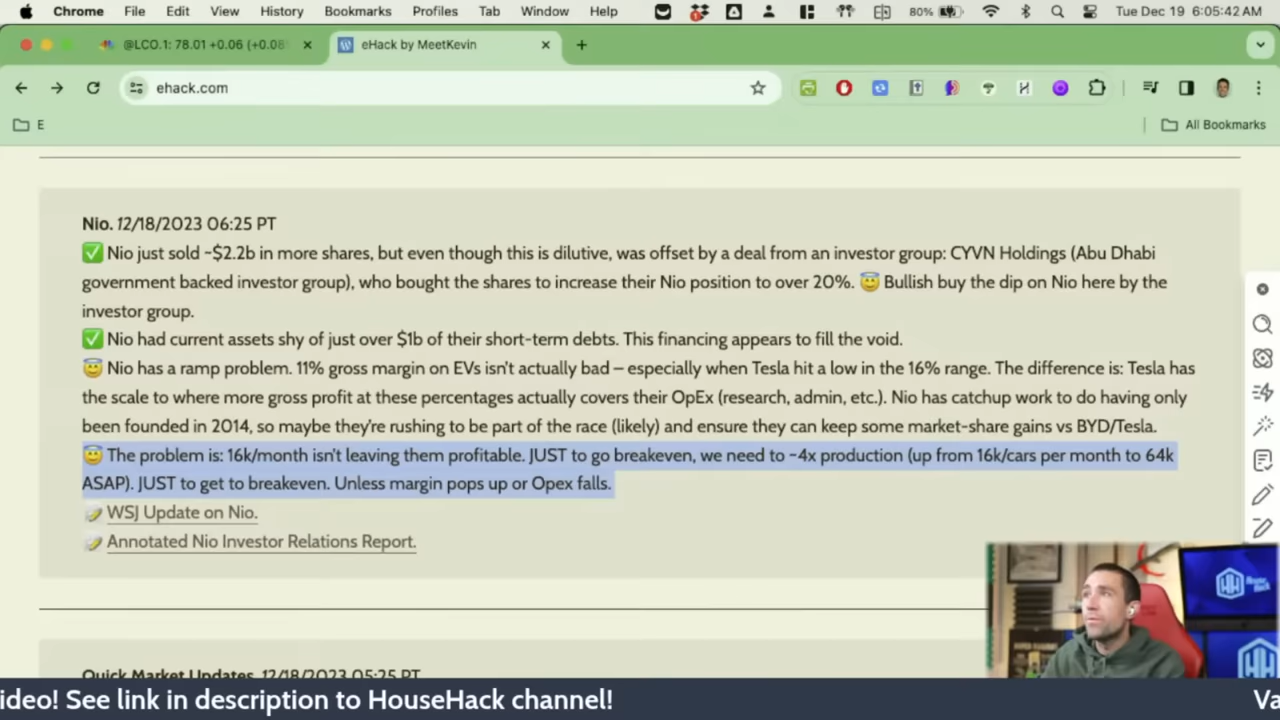 Chrome File Edit View History Bookmarks Profiles Tab Window Help 80% Tue Dec 19 6:05:42 AM
@LCO.1: 78.01 +0.06 (+0.08 eHack by MeetKevin
ehack.com
E All Bookmarks
Nio. 12/18/2023 06:25 PT
✅ Nio just sold ~$2.2b in more shares, but even though this is dilutive, was offset by a deal from an investor group: CYVN Holdings (Abu Dhabi
government backed investor group), who bought the shares to increase their Nio position to over 20%. 😇 Bullish buy the dip on Nio here by the
investor group.
✅ Nio had current assets shy of just over $1b of their short-term debts. This financing appears to fill the void.
😇 Nio has a ramp problem. 11% gross margin on EVs isn't actually bad – especially when Tesla hit a low in the 16% range. The difference is: Tesla has
the scale to where more gross profit at these percentages actually covers their OpEx (research, admin, etc.). Nio has catchup work to do having only
been founded in 2014, so maybe they're rushing to be part of the race (likely) and ensure they can keep some market-share gains vs BYD/Tesla.
😇 The problem is: 16k/month isn't leaving them profitable. JUST to go breakeven, we need to ~4x production (up from 16k/cars per month to 64k
ASAP). JUST to get to breakeven. Unless margin pops up or Opex falls.
📝 WSJ Update on Nio.
📝 Annotated Nio Investor Relations Report.
Quick Market Updates. 12/18/2023 05:25 PT
ideo! See link in description to HouseHack channel! Va